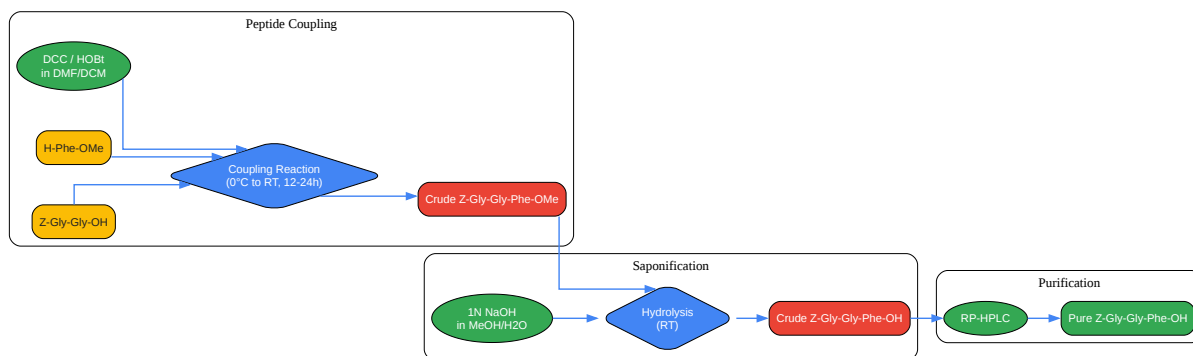 Peptide Coupling
DCC / HOBt
in DMF/DCM
H-Phe-OMe
Coupling Reaction
(0°C to RT, 12-24h)
Z-Gly-Gly-OH
Crude Z-Gly-Gly-Phe-OMe
Saponification
1N NaOH
in MeOH/H2O
Hydrolysis
(RT)
Crude Z-Gly-Gly-Phe-OH
Purification
RP-HPLC
Pure Z-Gly-Gly-Phe-OH